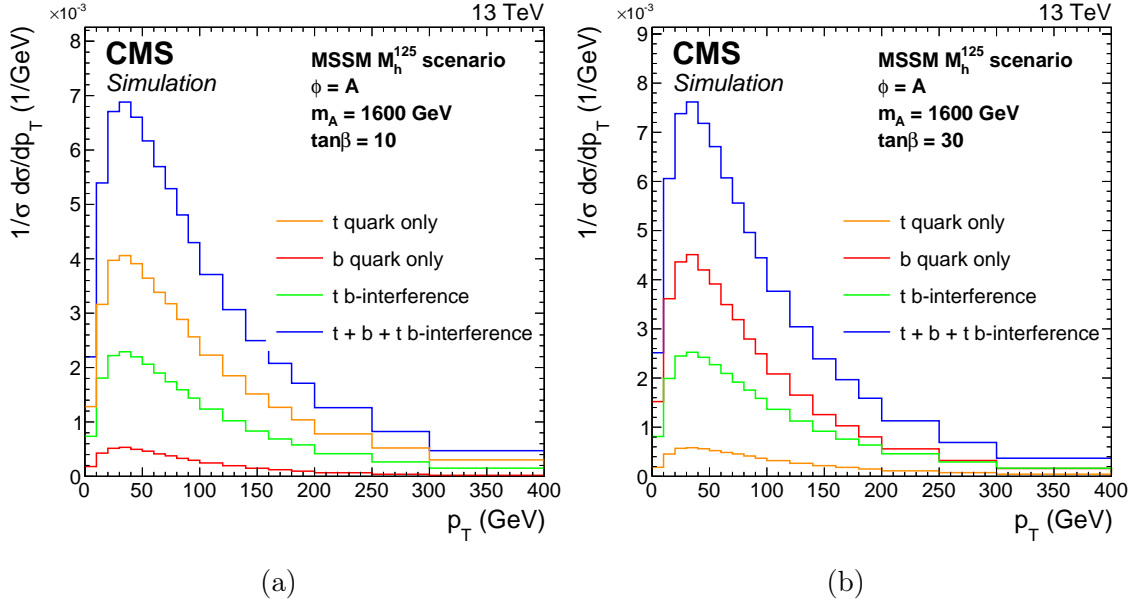 ×10⁻³ 13 TeV
CMS
Simulation
MSSM M_h^125 scenario
ϕ = A
m_A = 1600 GeV
tanβ = 10
t quark only
b quark only
t b-interference
t + b + t b-interference
1/σ dσ/dp_T (1/GeV)
8
7
6
5
4
3
2
1
0
0 50 100 150 200 250 300 350 400
p_T (GeV)
(a)
×10⁻³ 13 TeV
CMS
Simulation
MSSM M_h^125 scenario
ϕ = A
m_A = 1600 GeV
tanβ = 30
t quark only
b quark only
t b-interference
t + b + t b-interference
1/σ dσ/dp_T (1/GeV)
9
8
7
6
5
4
3
2
1
0
0 50 100 150 200 250 300 350 400
p_T (GeV)
(b)